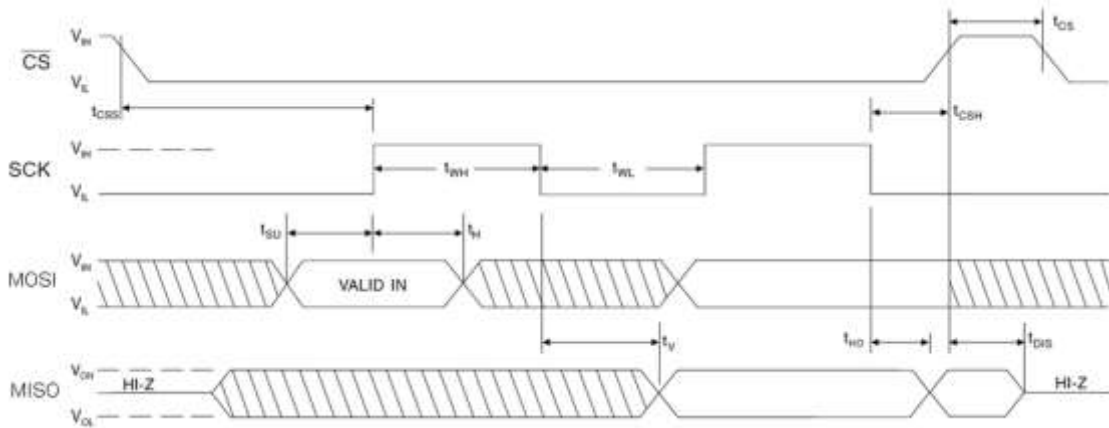 V_IH
t_CS
CS
V_IL
t_CSS
t_CSH
V_IH
SCK
t_WH
t_WL
V_IL
t_SU
t_H
V_IH
MOSI
VALID IN
V_IL
t_V
t_HO
t_DIS
V_OH
MISO
HI-Z
HI-Z
V_OL